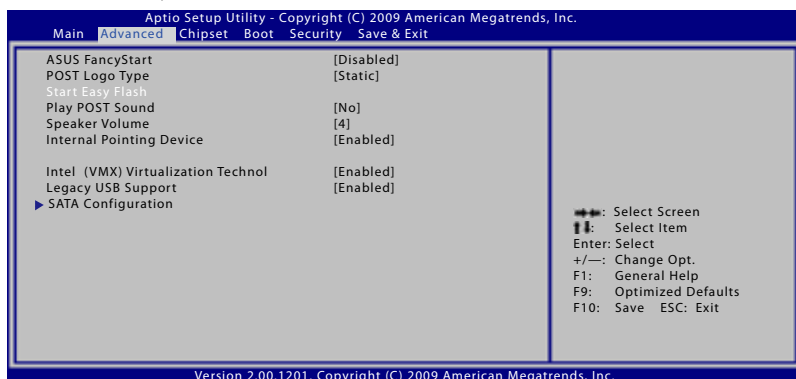 Aptio Setup Utility - Copyright (C) 2009 American Megatrends, Inc.
Main Advanced Chipset Boot Security Save & Exit
ASUS FancyStart [Disabled]
POST Logo Type [Static]
Start Easy Flash
Play POST Sound [No]
Speaker Volume [4]
Internal Pointing Device [Enabled]
Intel (VMX) Virtualization Technol [Enabled]
Legacy USB Support [Enabled]
SATA Configuration
: Select Screen
: Select Item
Enter: Select
+/—: Change Opt.
F1: General Help
F9: Optimized Defaults
F10: Save ESC: Exit
Version 2.00.1201. Copyright (C) 2009 American Megatrends, Inc.